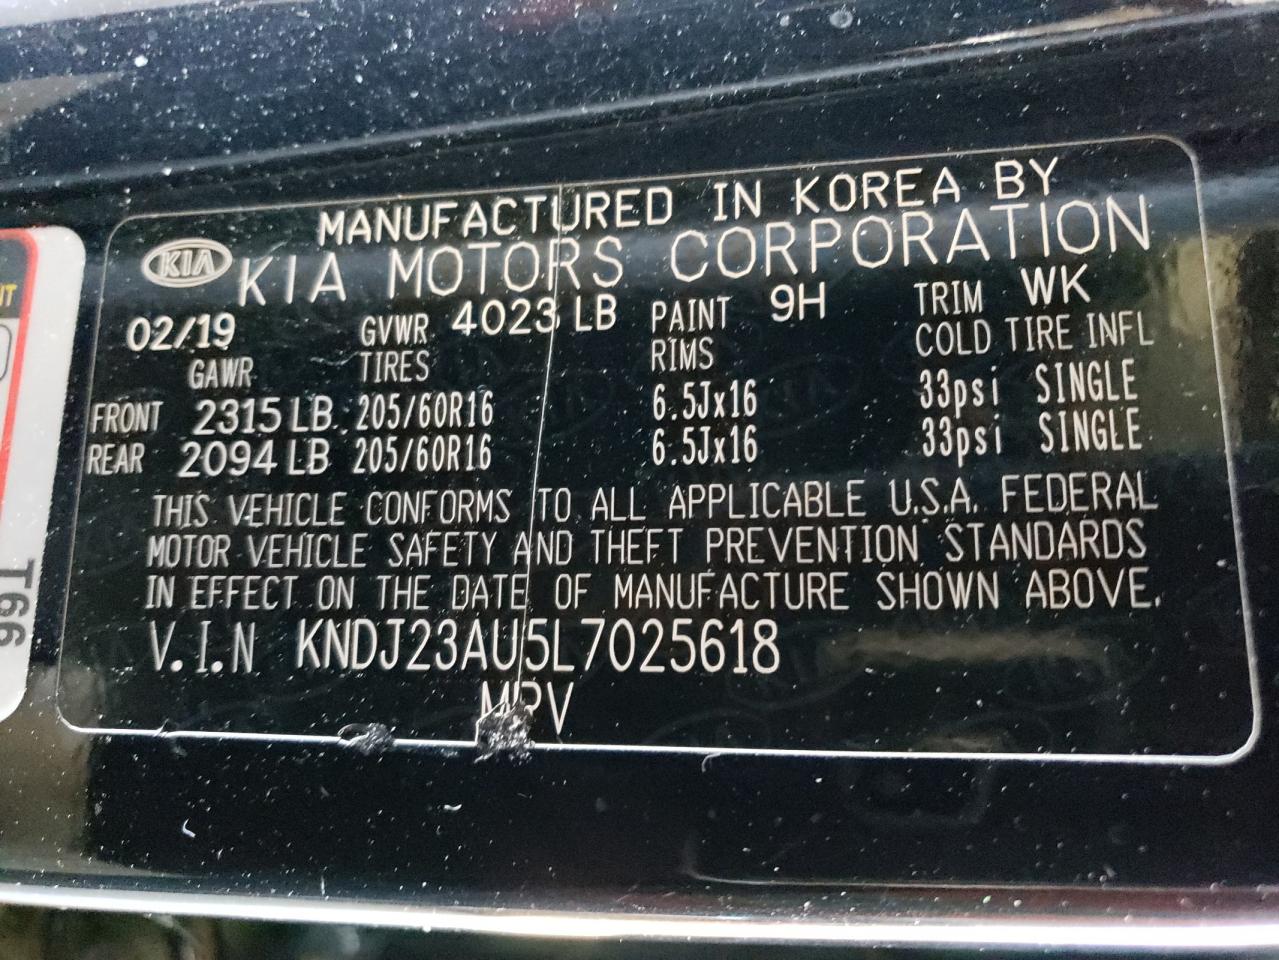 MANUFACTURED IN KOREA BY
KIA KIA MOTORS CORPORATION
02/19 GVWR 4023 LB PAINT 9H TRIM WK
GAWR TIRES RIMS COLD TIRE INFL
FRONT 2315 LB 205/60R16 6.5Jx16 33psi SINGLE
REAR 2094 LB 205/60R16 6.5Jx16 33psi SINGLE
THIS VEHICLE CONFORMS TO ALL APPLICABLE U.S.A. FEDERAL
MOTOR VEHICLE SAFETY AND THEFT PREVENTION STANDARDS
IN EFFECT ON THE DATE OF MANUFACTURE SHOWN ABOVE.
V.I.N KNDJ23AU5L7025618
MPV
T66